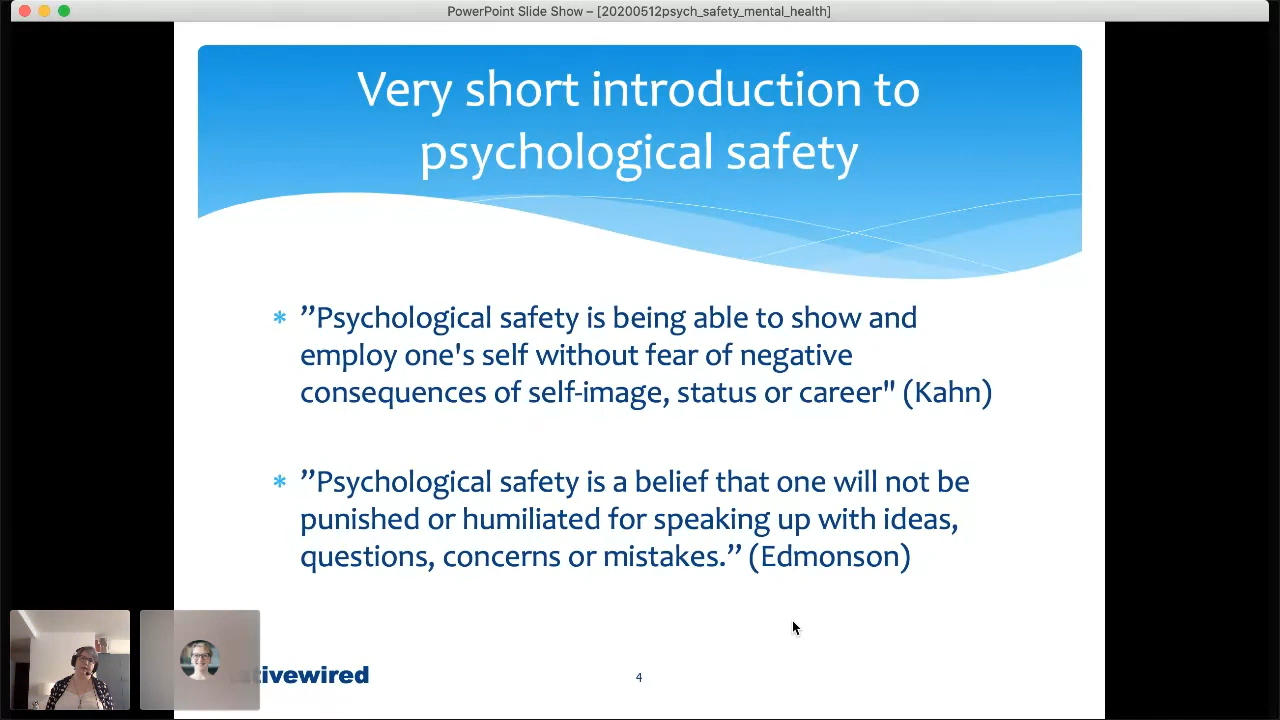 PowerPoint Slide Show – [20200512psych_safety_mental_health]
Very short introduction to
psychological safety
* ”Psychological safety is being able to show and
employ one's self without fear of negative
consequences of self-image, status or career" (Kahn)
* ”Psychological safety is a belief that one will not be
punished or humiliated for speaking up with ideas,
questions, concerns or mistakes.” (Edmonson)
4